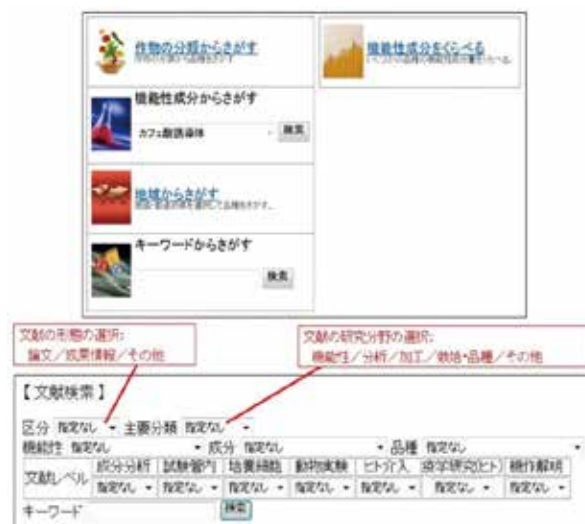 作物の分類からさがす
機能性成分をくらべる
機能性成分からさがす
カフェ酸誘導体
検索
地域からさがす
キーワードからさがす
検索
文献の形態の選択:
論文/成果情報/その他
文献の研究分野の選択:
機能性/分析/加工/栽培・品種/その他
【文献検索】
区分 指定なし 主要分類 指定なし
機能性 指定なし 成分 指定なし 品種 指定なし
文献レベル
成分分析 試験管内 培養細胞 動物実験 ヒト介入 疫学研究(ヒト) 機作解明
指定なし 指定なし 指定なし 指定なし 指定なし 指定なし 指定なし
キーワード 検索